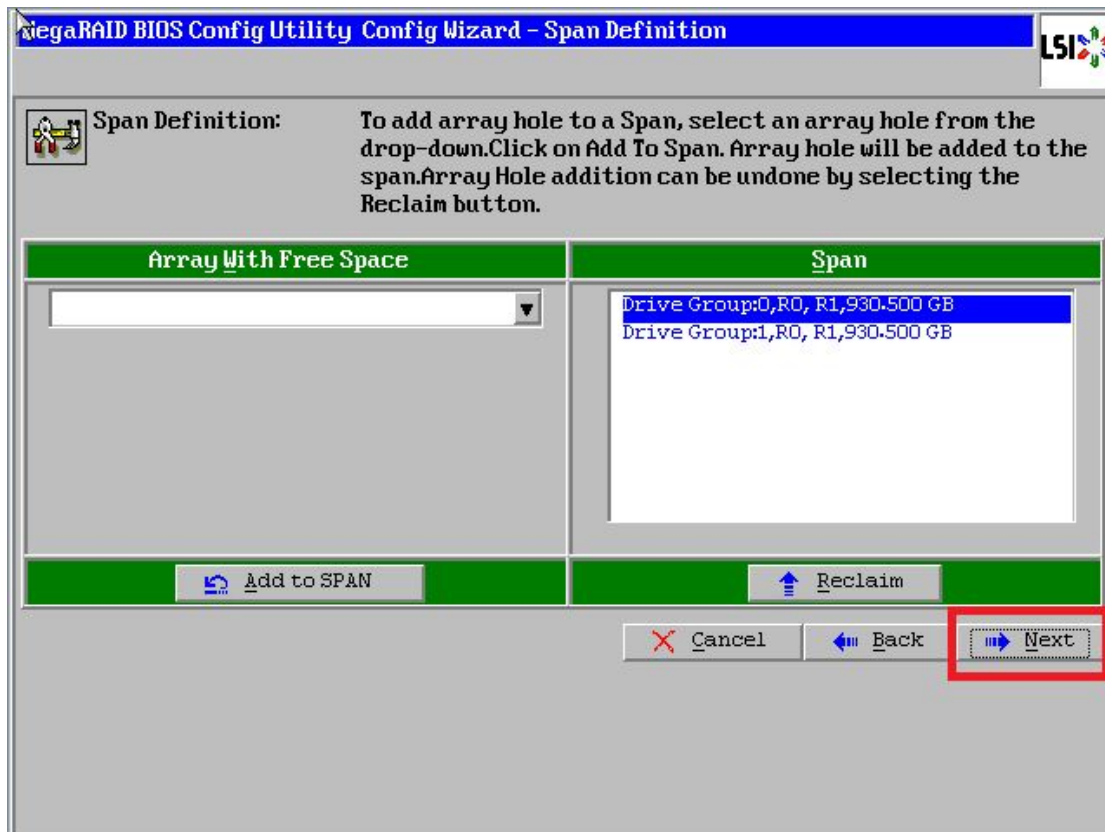 MegaRAID BIOS Config Utility Config Wizard - Span Definition
LSI
Span Definition:
To add array hole to a Span, select an array hole from the
drop-down.Click on Add To Span. Array hole will be added to the
span.Array Hole addition can be undone by selecting the
Reclaim button.
Array With Free Space
Span
Drive Group:0,R0, R1,930.500 GB
Drive Group:1,R0, R1,930.500 GB
Add to SPAN
Reclaim
Cancel
Back
Next